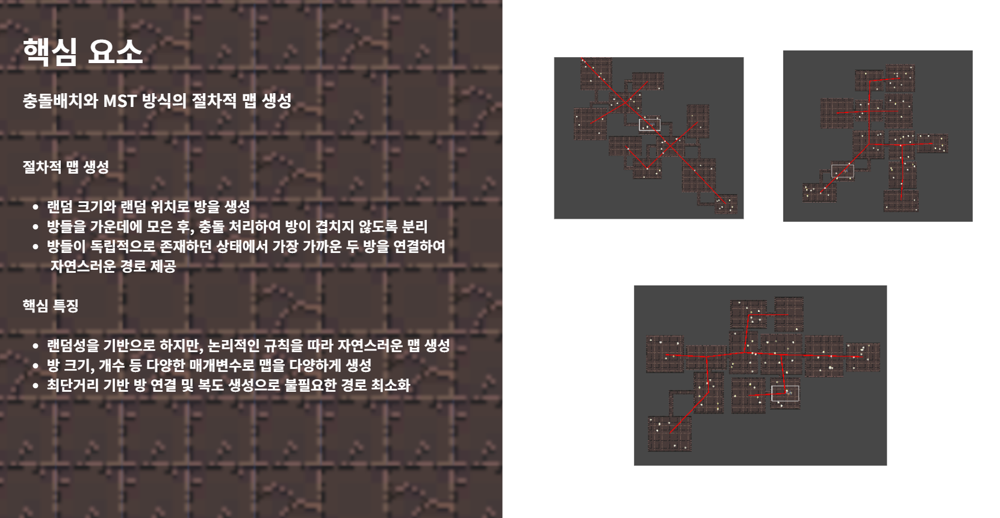 핵심 요소
충돌배치와 MST 방식의 절차적 맵 생성
절차적 맵 생성
• 랜덤 크기와 랜덤 위치로 방을 생성
• 방들을 가운데에 모은 후, 충돌 처리하여 방이 겹치지 않도록 분리
• 방들이 독립적으로 존재하던 상태에서 가장 가까운 두 방을 연결하여
자연스러운 경로 제공
핵심 특징
• 랜덤성을 기반으로 하지만, 논리적인 규칙을 따라 자연스러운 맵 생성
• 방 크기, 개수 등 다양한 매개변수로 맵을 다양하게 생성
• 최단거리 기반 방 연결 및 복도 생성으로 불필요한 경로 최소화